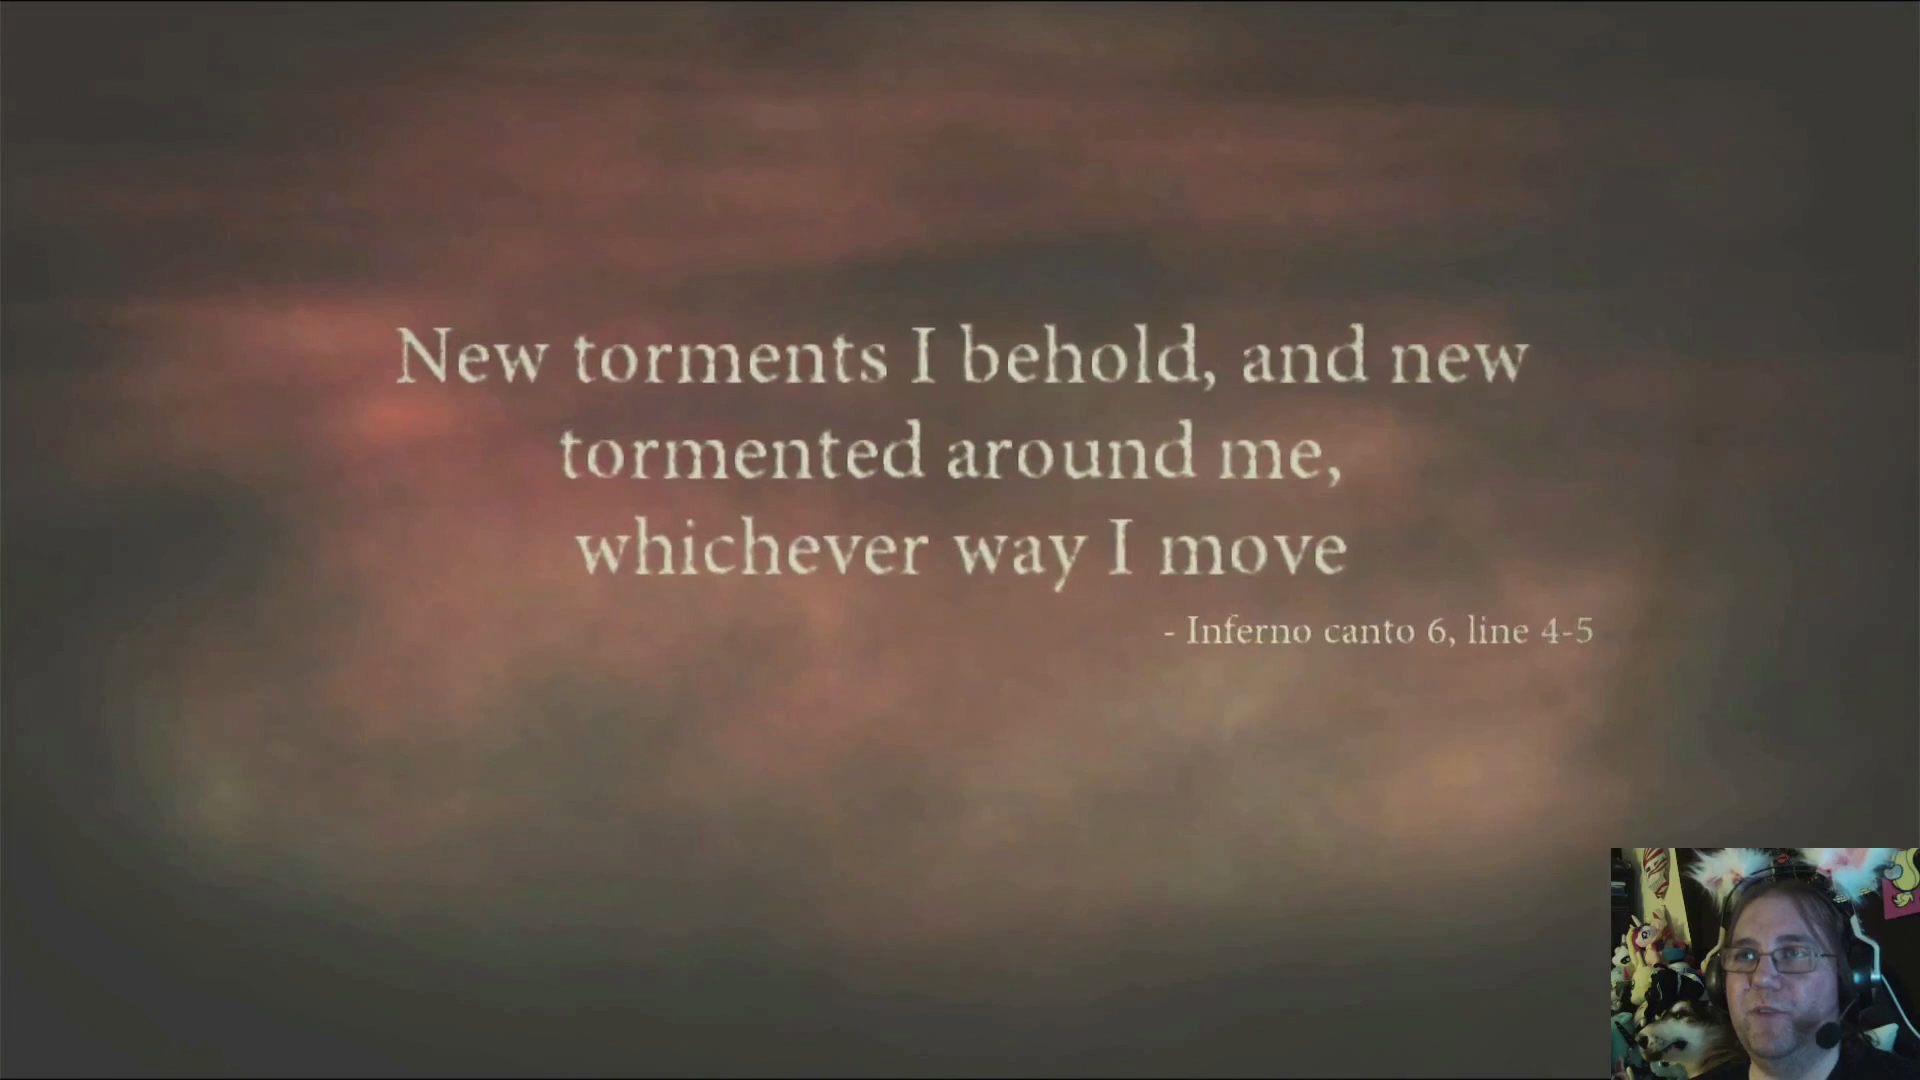 New torments I behold, and new
tormented around me,
whichever way I move
- Inferno canto 6, line 4-5